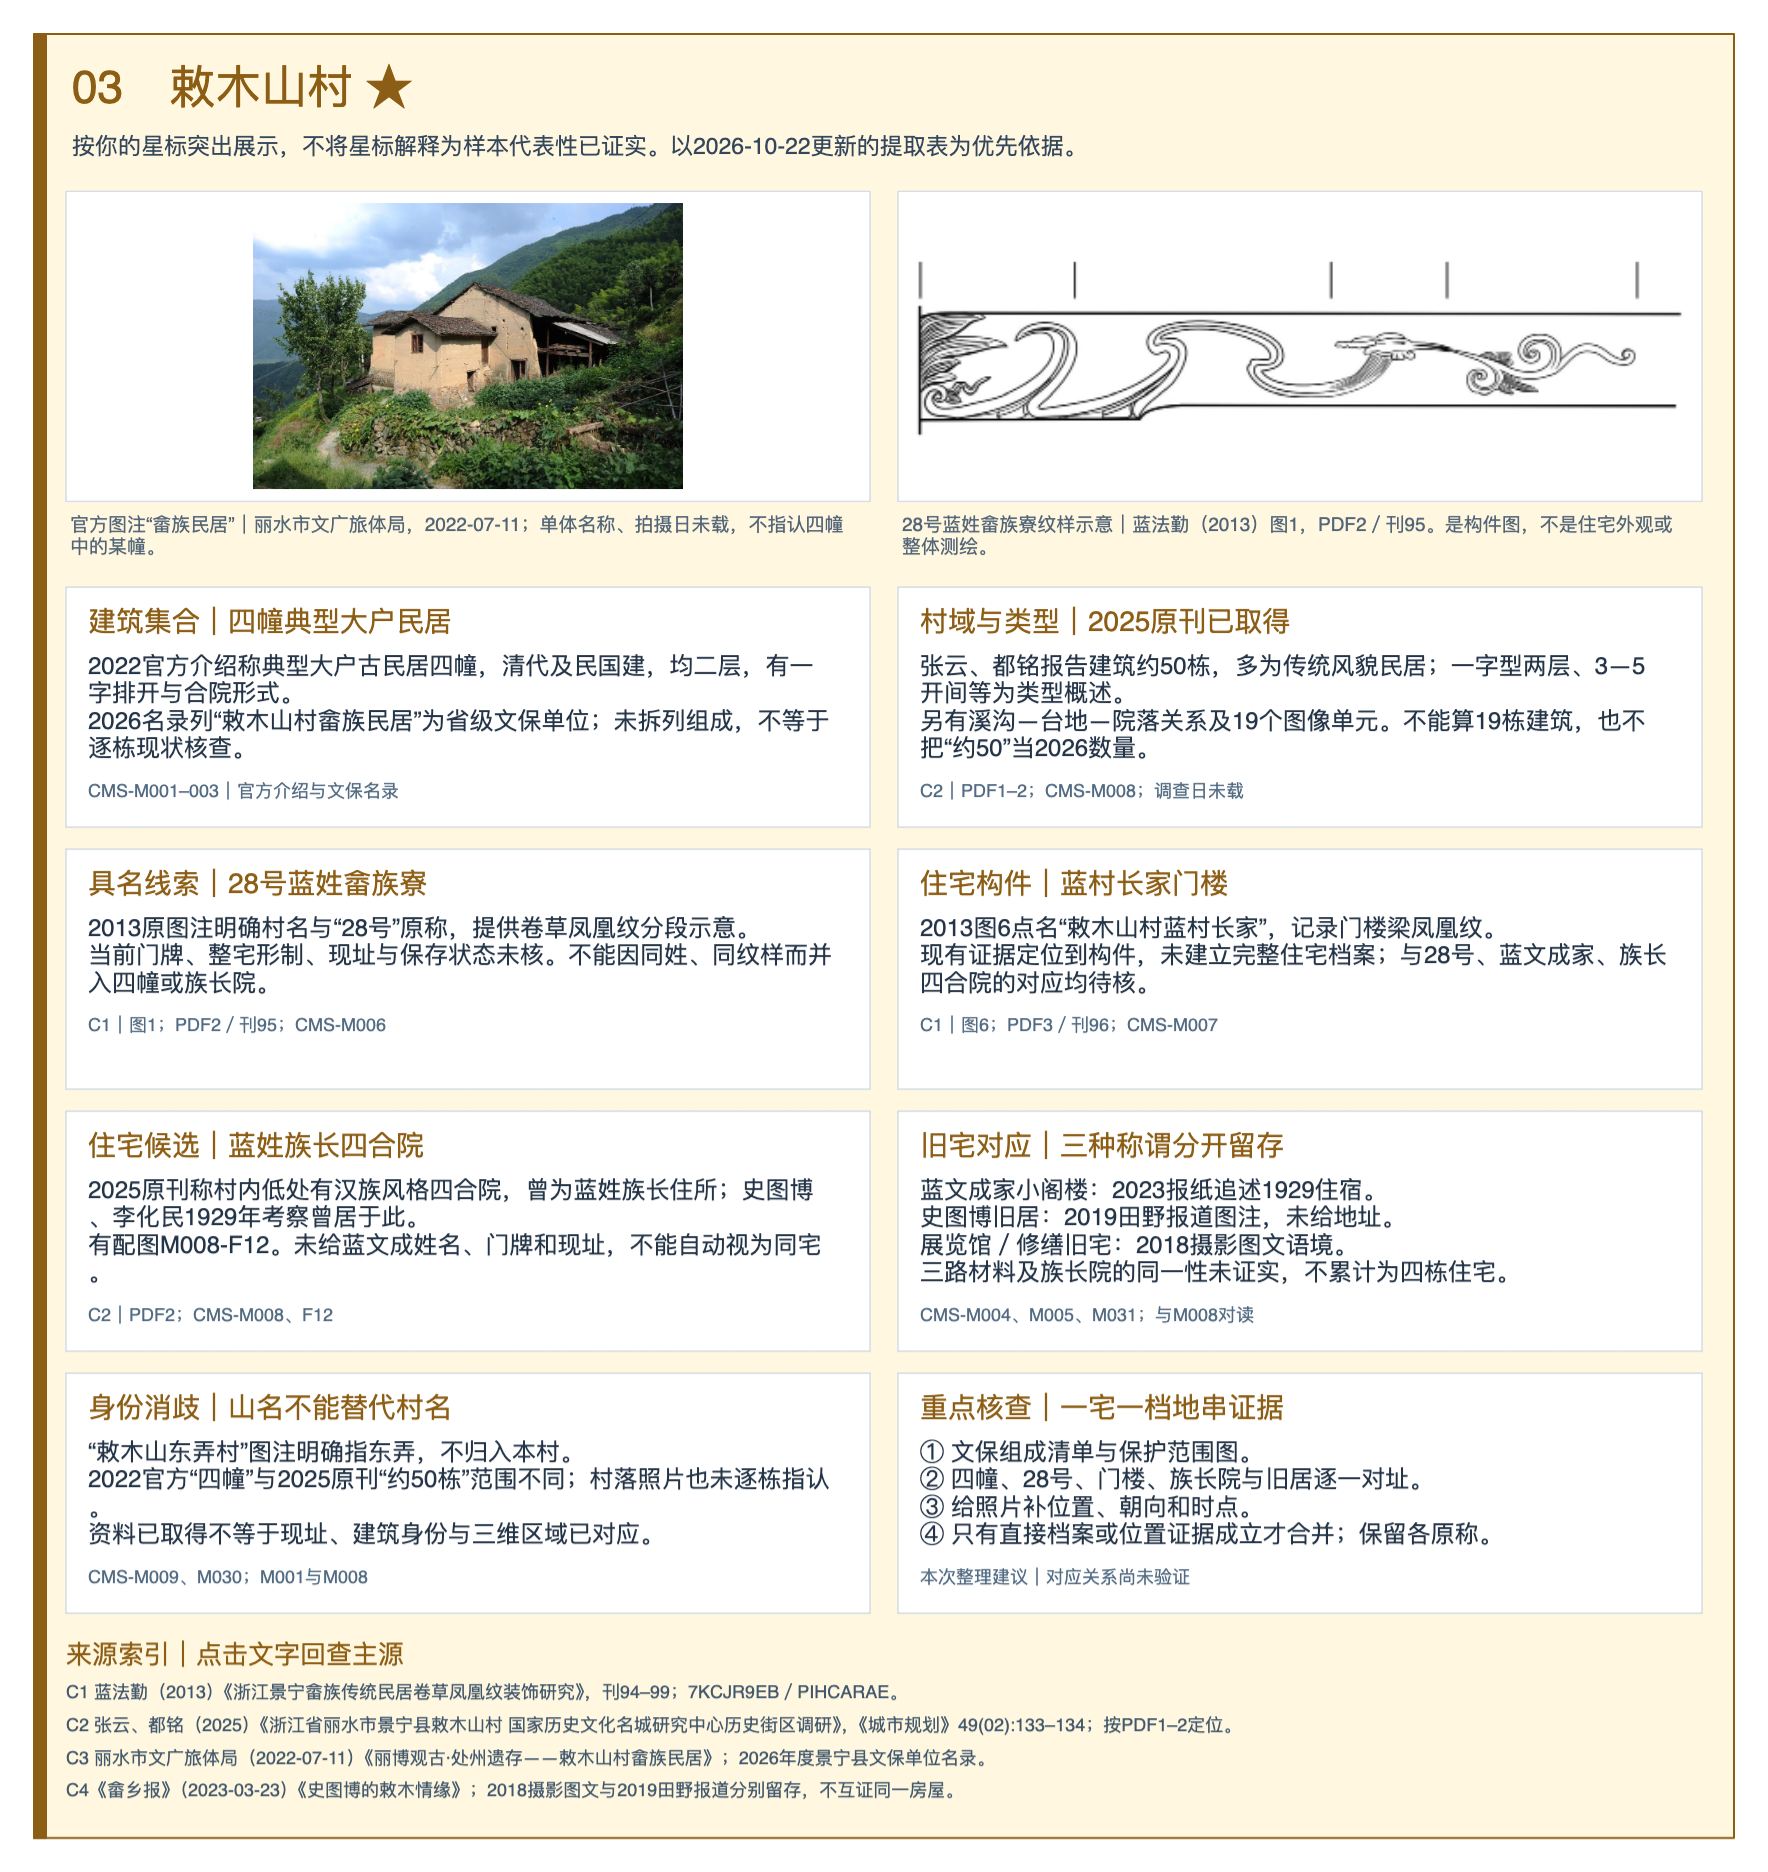 03 敕木山村 ★
按你的星标突出展示，不将星标解释为样本代表性已证实。以2026-10-22更新的提取表为优先依据。
官方图注“畲族民居”｜丽水市文广旅体局，2022-07-11；单体名称、拍摄日未载，不指认四幢
中的某幢。
28号蓝姓畲族寮纹样示意｜蓝法勤（2013）图1，PDF2 / 刊95。是构件图，不是住宅外观或
整体测绘。
建筑集合｜四幢典型大户民居
2022官方介绍称典型大户古民居四幢，清代及民国建，均二层，有一
字排开与合院形式。
2026名录列“敕木山村畲族民居”为省级文保单位；未拆列组成，不等于
逐栋现状核查。
CMS-M001–003｜官方介绍与文保名录
村域与类型｜2025原刊已取得
张云、都铭报告建筑约50栋，多为传统风貌民居；一字型两层、3—5
开间等为类型概述。
另有溪沟—台地—院落关系及19个图像单元。不能算19栋建筑，也不
把“约50”当2026数量。
C2｜PDF1–2；CMS-M008；调查日未载
具名线索｜28号蓝姓畲族寮
2013原图注明确村名与“28号”原称，提供卷草凤凰纹分段示意。
当前门牌、整宅形制、现址与保存状态未核。不能因同姓、同纹样而并
入四幢或族长院。
C1｜图1；PDF2 / 刊95；CMS-M006
住宅构件｜蓝村长家门楼
2013图6点名“敕木山村蓝村长家”，记录门楼梁凤凰纹。
现有证据定位到构件，未建立完整住宅档案；与28号、蓝文成家、族长
四合院的对应均待核。
C1｜图6；PDF3 / 刊96；CMS-M007
住宅候选｜蓝姓族长四合院
2025原刊称村内低处有汉族风格四合院，曾为蓝姓族长住所；史图博
、李化民1929年考察曾居于此。
有配图M008-F12。未给蓝文成姓名、门牌和现址，不能自动视为同宅
。
C2｜PDF2；CMS-M008、F12
旧宅对应｜三种称谓分开留存
蓝文成家小阁楼：2023报纸追述1929住宿。
史图博旧居：2019田野报道图注，未给地址。
展览馆 / 修缮旧宅：2018摄影图文语境。
三路材料及族长院的同一性未证实，不累计为四栋住宅。
CMS-M004、M005、M031；与M008对读
身份消歧｜山名不能替代村名
“敕木山东弄村”图注明确指东弄，不归入本村。
2022官方“四幢”与2025原刊“约50栋”范围不同；村落照片也未逐栋指认
。
资料已取得不等于现址、建筑身份与三维区域已对应。
CMS-M009、M030；M001与M008
重点核查｜一宅一档地串证据
① 文保组成清单与保护范围图。
② 四幢、28号、门楼、族长院与旧居逐一对址。
③ 给照片补位置、朝向和时点。
④ 只有直接档案或位置证据成立才合并；保留各原称。
本次整理建议｜对应关系尚未验证
来源索引｜点击文字回查主源
C1 蓝法勤（2013）《浙江景宁畲族传统民居卷草凤凰纹装饰研究》，刊94–99；7KCJR9EB / PIHCARAE。
C2 张云、都铭（2025）《浙江省丽水市景宁县敕木山村 国家历史文化名城研究中心历史街区调研》，《城市规划》49(02):133–134；按PDF1–2定位。
C3 丽水市文广旅体局（2022-07-11）《丽博观古·处州遗存——敕木山村畲族民居》；2026年度景宁县文保单位名录。
C4《畲乡报》（2023-03-23）《史图博的敕木情缘》；2018摄影图文与2019田野报道分别留存，不互证同一房屋。